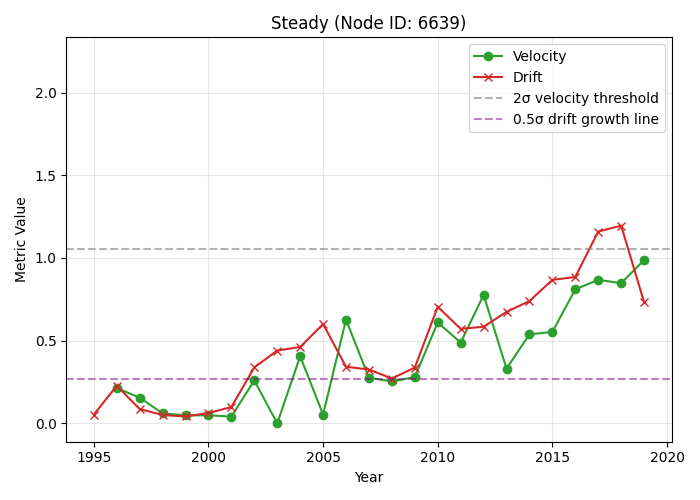 Steady (Node ID: 6639)
Velocity
Drift
2σ velocity threshold
0.5σ drift growth line
Metric Value
2.0
1.5
1.0
0.5
0.0
1995 2000 2005 2010 2015 2020
Year